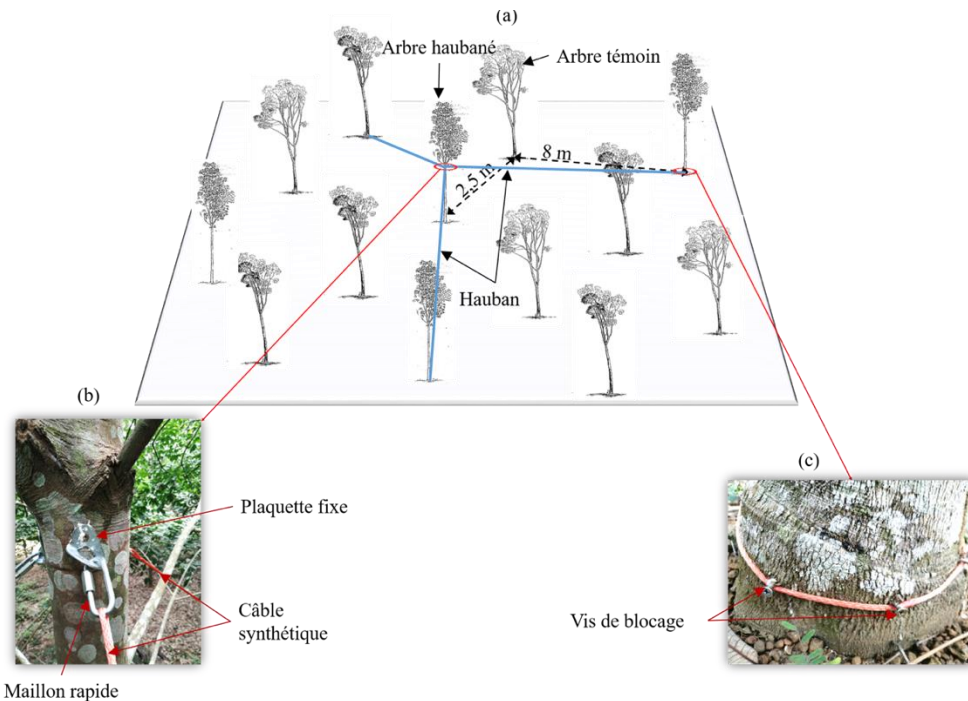 (a)
Arbre haubané
Arbre témoin
8 m
2.5 m
Hauban
(b)
Plaquette fixe
Câble
synthétique
Maillon rapide
(c)
Vis de blocage